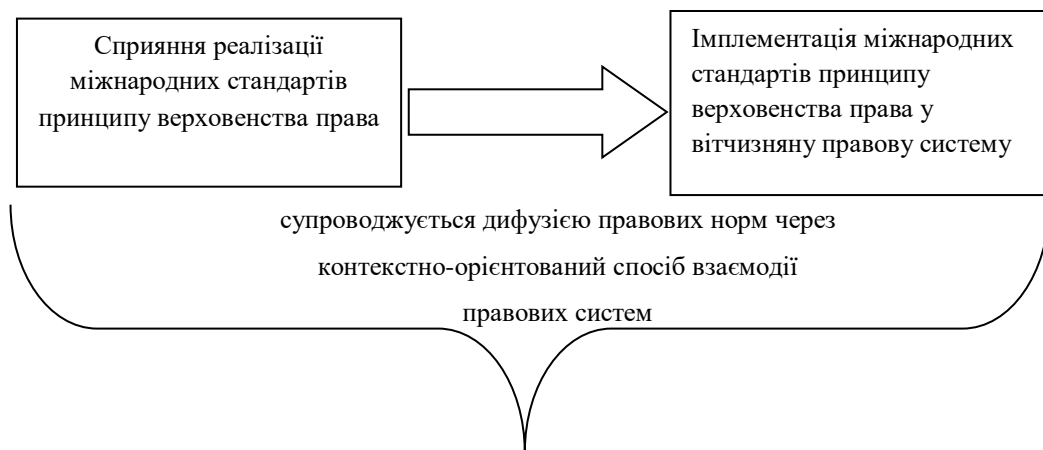 Сприяння реалізації
міжнародних стандартів
принципу верховенства права
Імплементація міжнародних
стандартів принципу
верховенства права у
вітчизняну правову систему
супроводжується дифузією правових норм через
контекстно-орієнтований спосіб взаємодії
правових систем